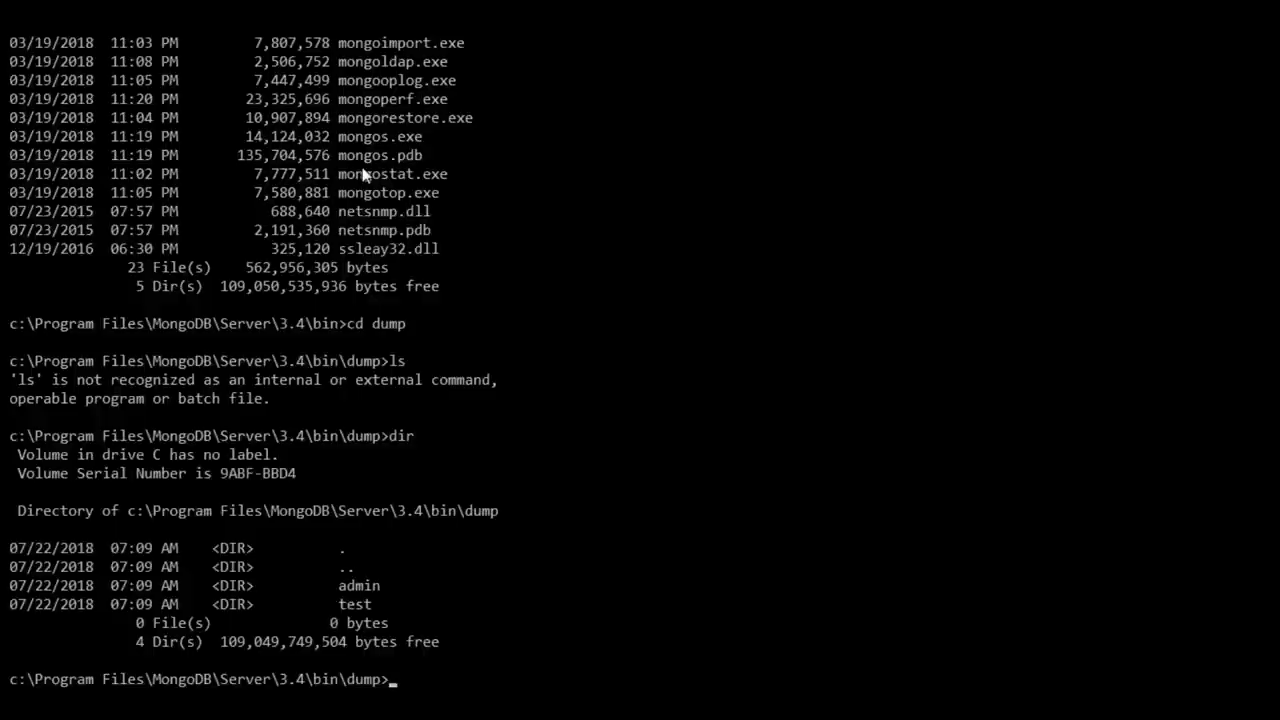 03/19/2018  11:03 PM         7,807,578 mongoimport.exe
03/19/2018  11:08 PM         2,506,752 mongoldap.exe
03/19/2018  11:05 PM         7,447,499 mongooplog.exe
03/19/2018  11:20 PM        23,325,696 mongoperf.exe
03/19/2018  11:04 PM        10,907,894 mongorestore.exe
03/19/2018  11:19 PM        14,124,032 mongos.exe
03/19/2018  11:19 PM       135,704,576 mongos.pdb
03/19/2018  11:02 PM         7,777,511 mongostat.exe
03/19/2018  11:05 PM         7,580,881 mongotop.exe
07/23/2015  07:57 PM           688,640 netsnmp.dll
07/23/2015  07:57 PM         2,191,360 netsnmp.pdb
12/19/2016  06:30 PM           325,120 ssleay32.dll
              23 File(s)    562,956,305 bytes
               5 Dir(s)  109,050,535,936 bytes free
c:\Program Files\MongoDB\Server\3.4\bin>cd dump
c:\Program Files\MongoDB\Server\3.4\bin\dump>ls
'ls' is not recognized as an internal or external command,
operable program or batch file.
c:\Program Files\MongoDB\Server\3.4\bin\dump>dir
 Volume in drive C has no label.
 Volume Serial Number is 9ABF-BBD4
 Directory of c:\Program Files\MongoDB\Server\3.4\bin\dump
07/22/2018  07:09 AM    <DIR>          .
07/22/2018  07:09 AM    <DIR>          ..
07/22/2018  07:09 AM    <DIR>          admin
07/22/2018  07:09 AM    <DIR>          test
               0 File(s)              0 bytes
               4 Dir(s)  109,049,749,504 bytes free
c:\Program Files\MongoDB\Server\3.4\bin\dump>_